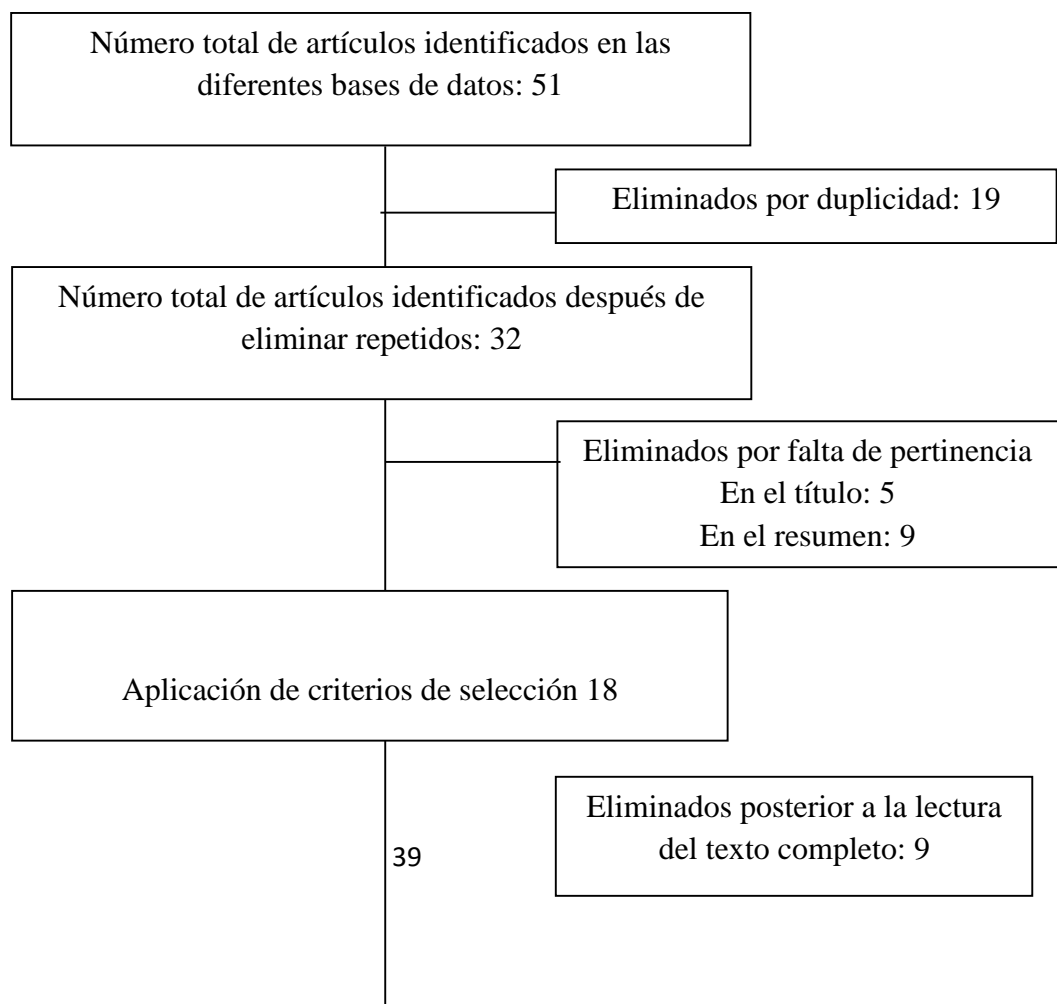 Número total de artículos identificados en las
diferentes bases de datos: 51
Eliminados por duplicidad: 19
Número total de artículos identificados después de
eliminar repetidos: 32
Eliminados por falta de pertinencia
En el título: 5
En el resumen: 9
Aplicación de criterios de selección 18
Eliminados posterior a la lectura
del texto completo: 9
39